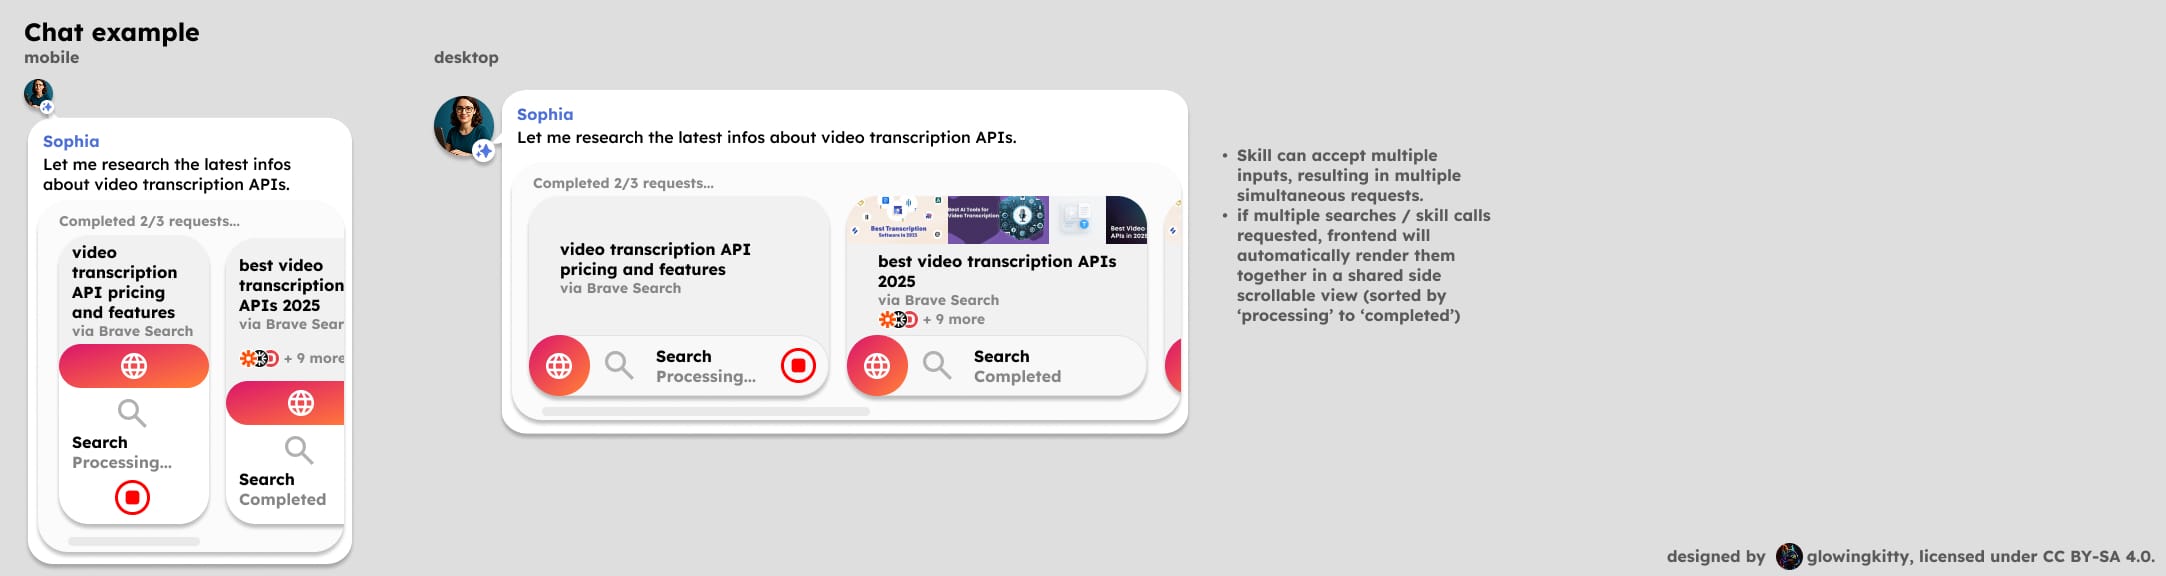 Chat example
mobile
Sophia
Let me research the latest infos
about video transcription APIs.
Completed 2/3 requests...
video
transcription
API pricing
and features
via Brave Search
Search
Processing...
best video
transcription
APIs 2025
via Brave Sear
+ 9 more
Search
Completed
desktop
Sophia
Let me research the latest infos about video transcription APIs.
Completed 2/3 requests...
video transcription API
pricing and features
via Brave Search
Search
Processing...
Best Transcription
Software in 2025
Best AI Tools for
Video Transcription
Best Video
APIs in 2025
best video transcription APIs
2025
via Brave Search
+ 9 more
Search
Completed
• Skill can accept multiple
inputs, resulting in multiple
simultaneous requests.
• if multiple searches / skill calls
requested, frontend will
automatically render them
together in a shared side
scrollable view (sorted by
‘processing’ to ‘completed’)
designed by glowingkitty, licensed under CC BY-SA 4.0.